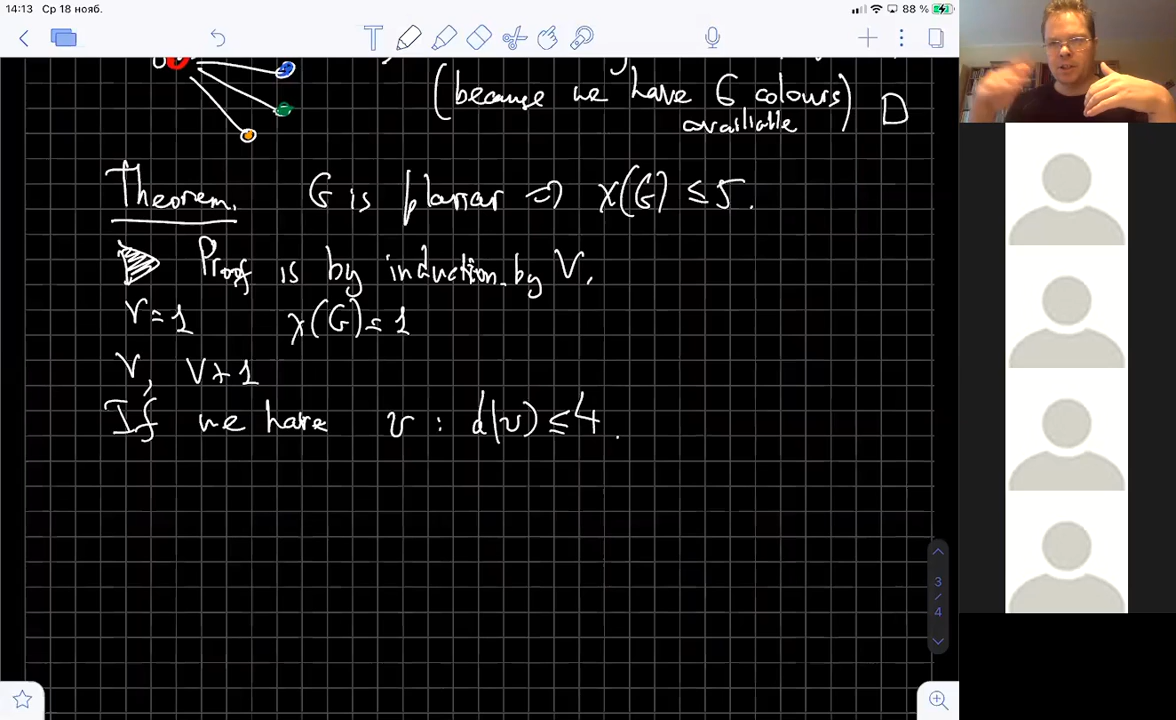 14:13 Ср 18 нояб.
88 %
(because we have 6 colours)
available
Theorem. G is planar => χ(G) ≤ 5.
Proof is by induction by V.
V = 1 χ(G) = 1
V, V+1
If we have v : d(v) ≤ 4.
3
/
4